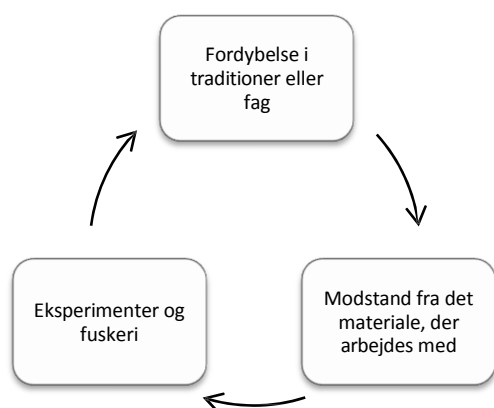 Fordybelse i
traditioner eller
fag
Eksperimenter og
fuskeri
Modstand fra det
materiale, der
arbejdes med